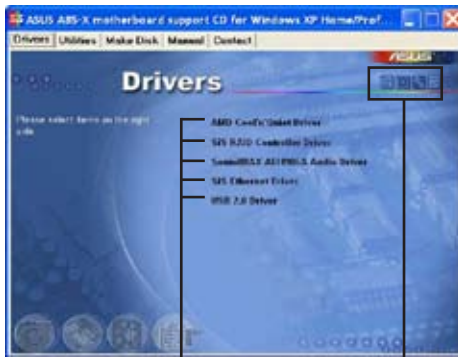 ASUS A8S-X motherboard support CD for Windows XP Home/Prof...
Drivers Utilities Make Disk Manual Contact
ASUS
Drivers
Please select items on the right side.
AMD Cool'n'Quiet Driver
SiS RAID Controller Driver
SoundMAX Audio Driver
SiS Ethernet Driver
USB 2.0 Driver